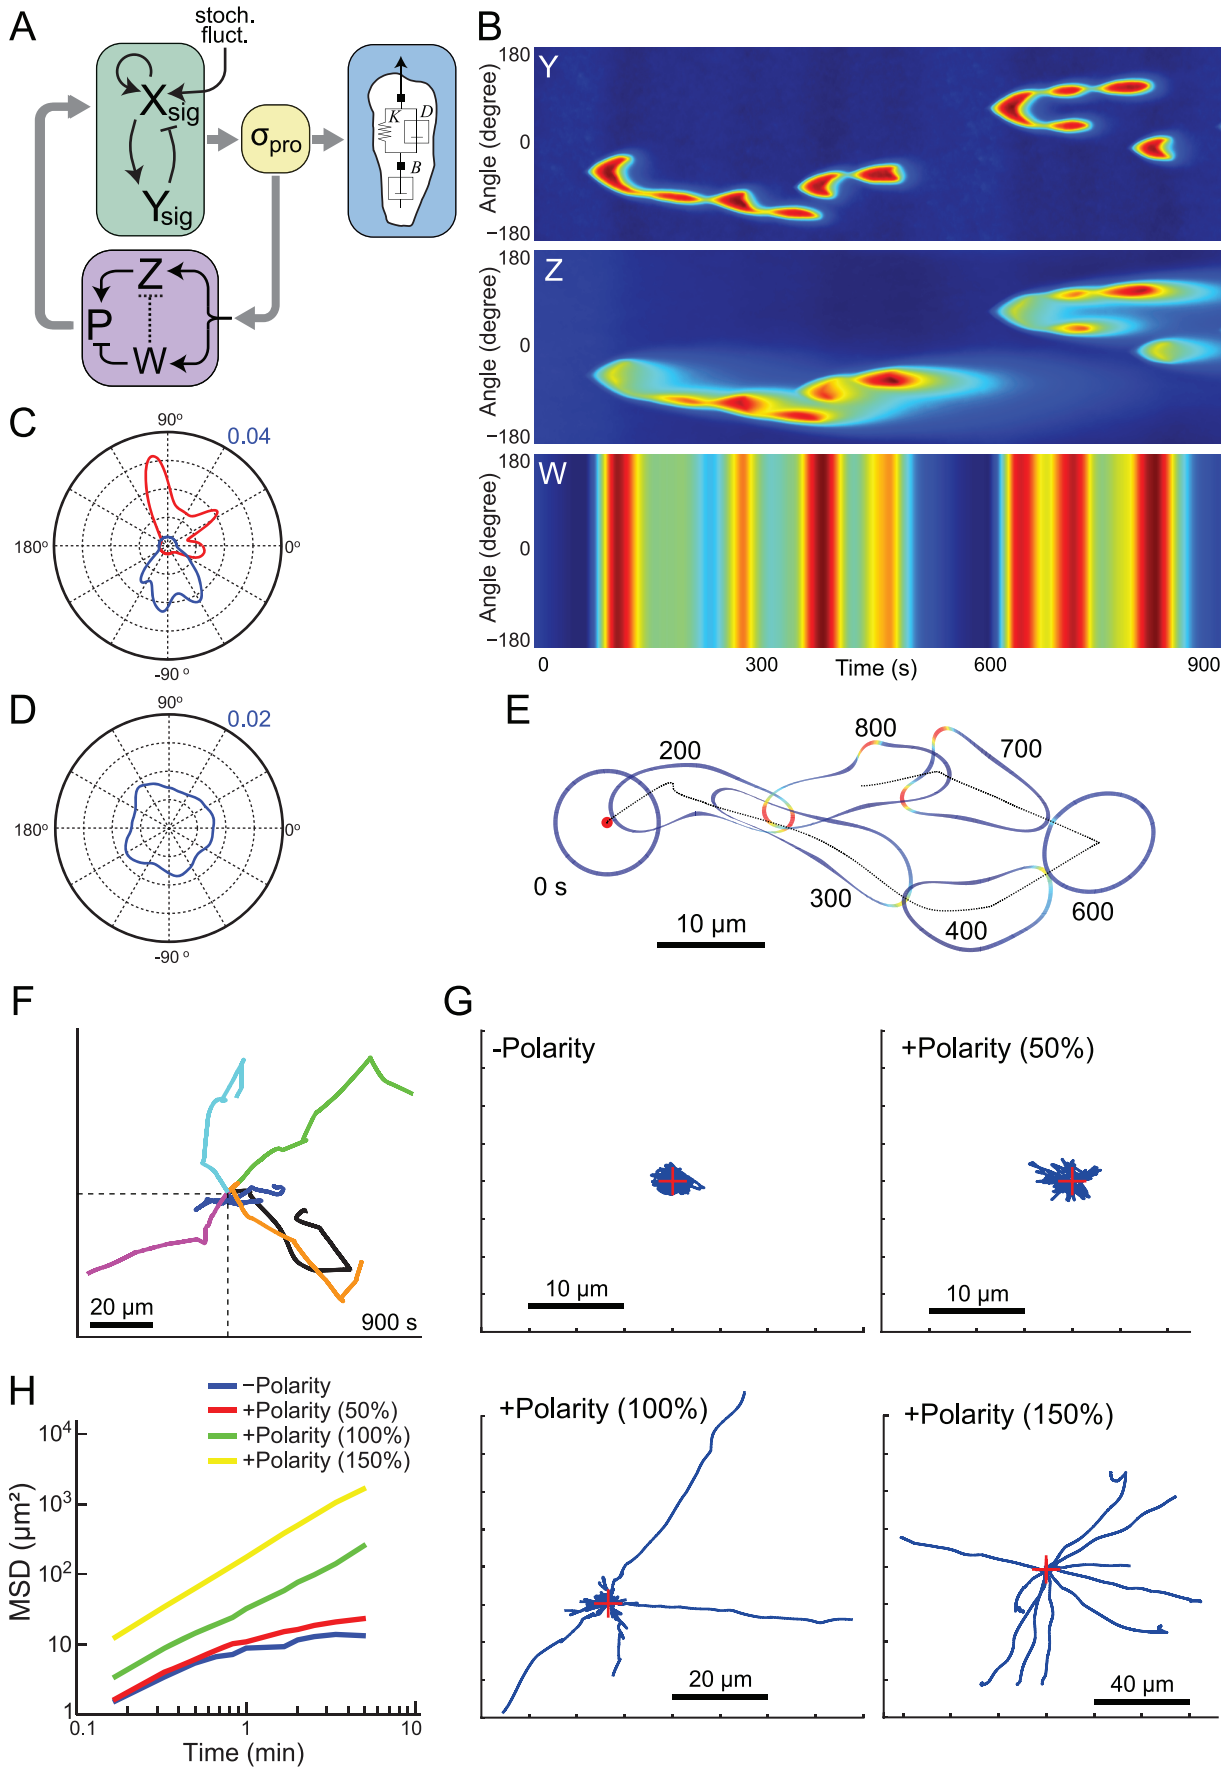 A
stoch.
fluct.
X sig
Y sig
σ pro
K
D
B
Z
P
W
B
Y
Angle (degree)
180
0
−180
Z
Angle (degree)
180
0
−180
W
Angle (degree)
180
0
-180
0
300
Time (s)
600
900
C
90°
0.04
180°
0°
-90 °
D
90°
0.02
180°
0°
-90 °
E
0 s
200
300
400
600
700
800
10 µm
F
20 µm
900 s
G
-Polarity
10 µm
+Polarity (50%)
10 µm
+Polarity (100%)
20 µm
+Polarity (150%)
40 µm
H
−Polarity
+Polarity (50%)
+Polarity (100%)
+Polarity (150%)
MSD (µm²)
10⁴
10³
10²
10
1
0.1
1
10
Time (min)